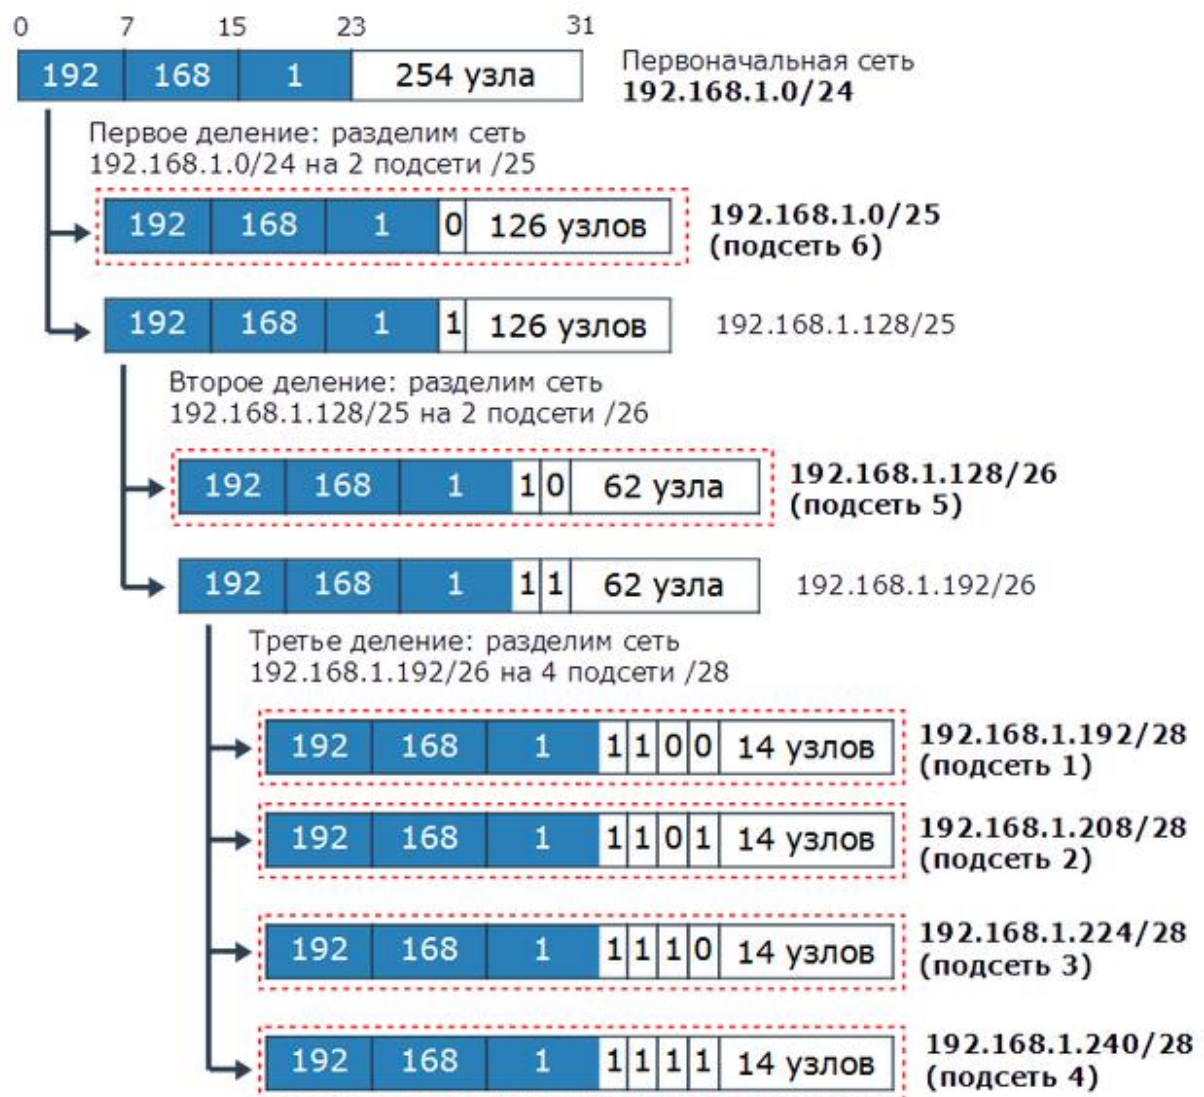 0 7 15 23 31
192 168 1 254 узла
Первоначальная сеть
192.168.1.0/24
Первое деление: разделим сеть
192.168.1.0/24 на 2 подсети /25
192 168 1 0 126 узлов
192.168.1.0/25
(подсеть 6)
192 168 1 1 126 узлов
192.168.1.128/25
Второе деление: разделим сеть
192.168.1.128/25 на 2 подсети /26
192 168 1 1 0 62 узла
192.168.1.128/26
(подсеть 5)
192 168 1 1 1 62 узла
192.168.1.192/26
Третье деление: разделим сеть
192.168.1.192/26 на 4 подсети /28
192 168 1 1 1 0 0 14 узлов
192.168.1.192/28
(подсеть 1)
192 168 1 1 1 0 1 14 узлов
192.168.1.208/28
(подсеть 2)
192 168 1 1 1 1 0 14 узлов
192.168.1.224/28
(подсеть 3)
192 168 1 1 1 1 1 14 узлов
192.168.1.240/28
(подсеть 4)